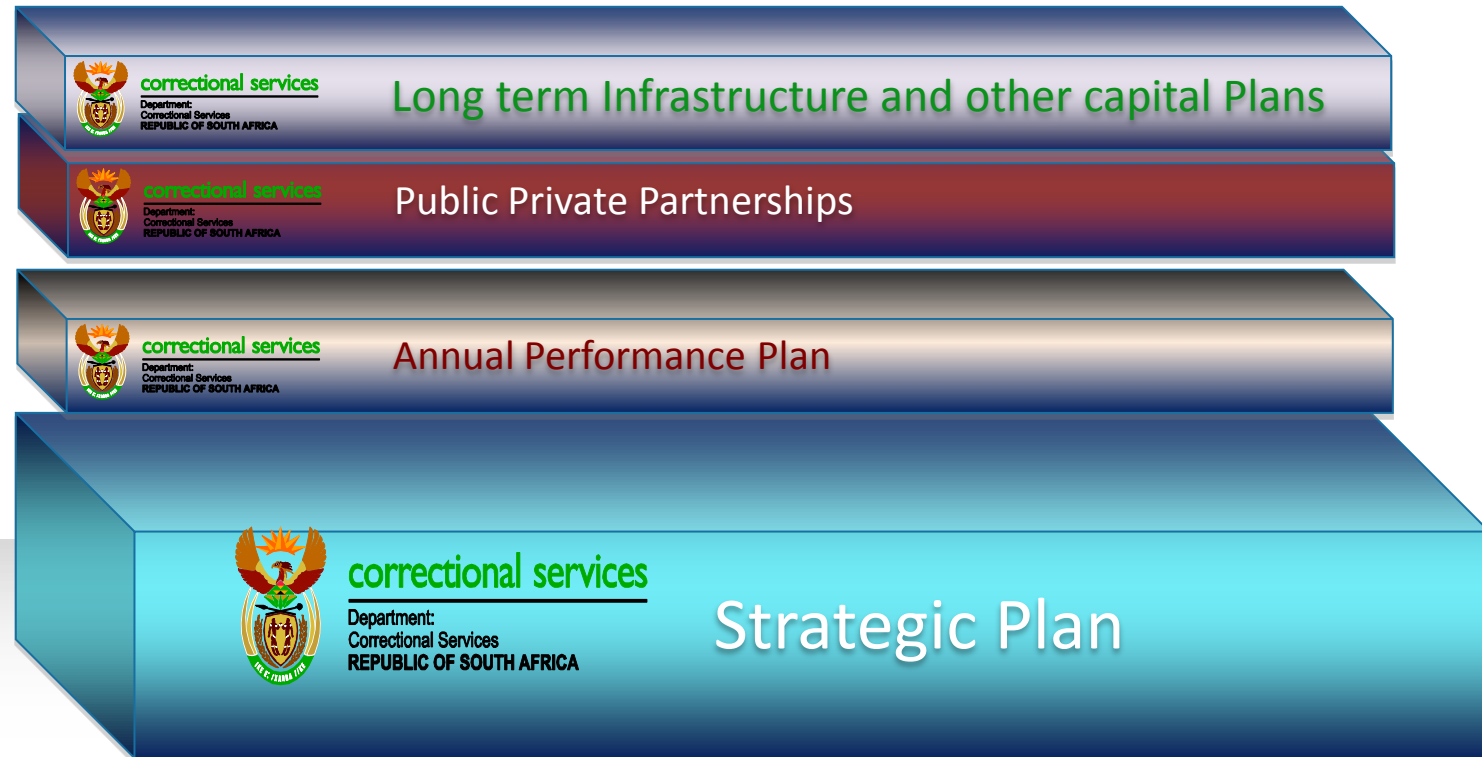 correctional services
Department:
Correctional Services
REPUBLIC OF SOUTH AFRICA
Long term Infrastructure and other capital Plans
correctional services
Department:
Correctional Services
REPUBLIC OF SOUTH AFRICA
Public Private Partnerships
correctional services
Department:
Correctional Services
REPUBLIC OF SOUTH AFRICA
Annual Performance Plan
correctional services
Department:
Correctional Services
REPUBLIC OF SOUTH AFRICA
Strategic Plan